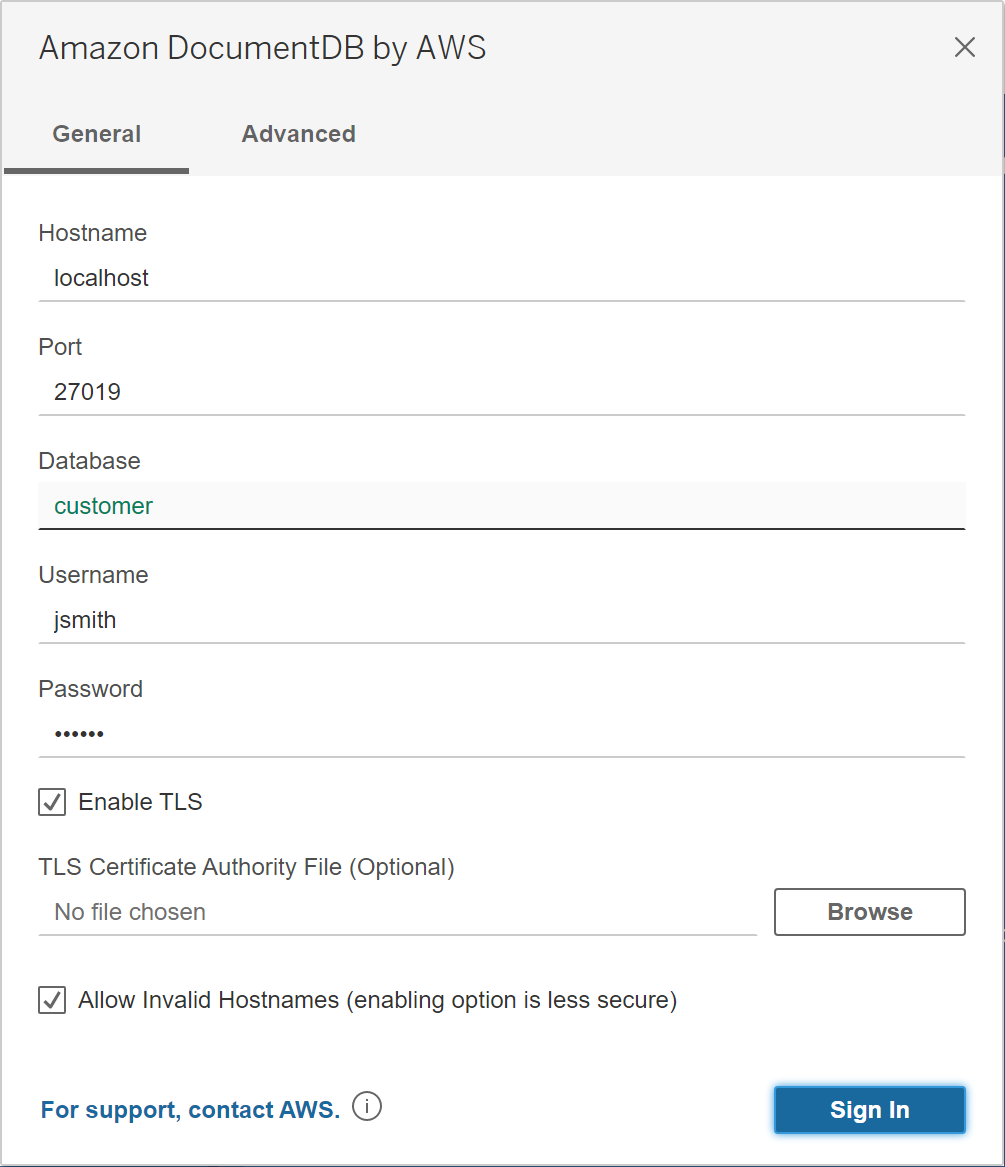 Amazon DocumentDB by AWS
General Advanced
Hostname
localhost
Port
27019
Database
customer
Username
jsmith
Password
••••••
Enable TLS
TLS Certificate Authority File (Optional)
No file chosen Browse
Allow Invalid Hostnames (enabling option is less secure)
For support, contact AWS. i Sign In